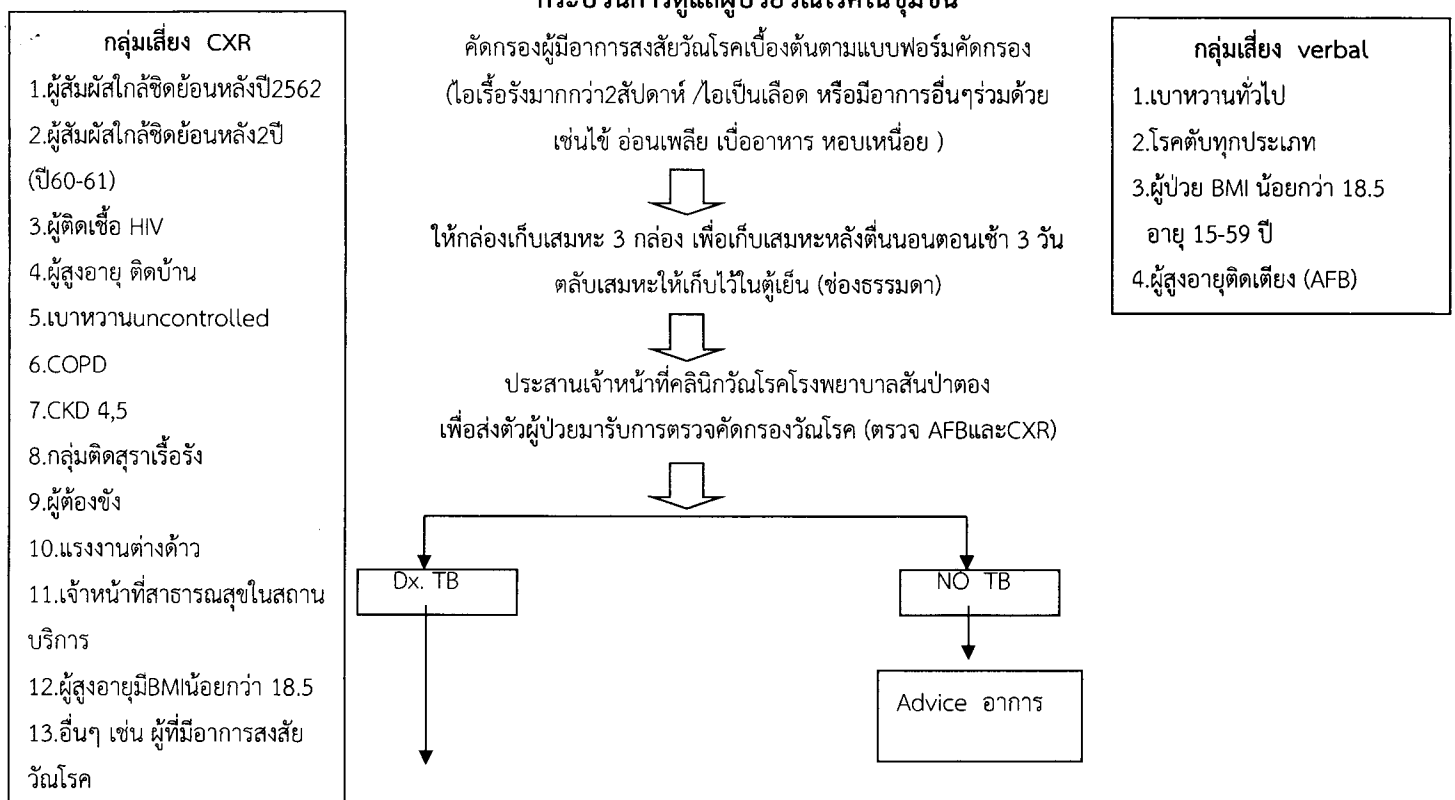 กระบวนการดูแลผู้ป่วยวัณโรคในชุมชน
กลุ่มเสี่ยง CXR
1.ผู้สัมผัสใกล้ชิดย้อนหลังปี2562
2.ผู้สัมผัสใกล้ชิดย้อนหลัง2ปี
(ปี60-61)
3.ผู้ติดเชื้อ HIV
4.ผู้สูงอายุ ติดบ้าน
5.เบาหวานuncontrolled
6.COPD
7.CKD 4,5
8.กลุ่มติดสุราเรื้อรัง
9.ผู้ต้องขัง
10.แรงงานต่างด้าว
11.เจ้าหน้าที่สาธารณสุขในสถาน
บริการ
12.ผู้สูงอายุมีBMIน้อยกว่า 18.5
13.อื่นๆ เช่น ผู้ที่มีอาการสงสัย
วัณโรค
คัดกรองผู้มีอาการสงสัยวัณโรคเบื้องต้นตามแบบฟอร์มคัดกรอง
(ไอเรื้อรังมากกว่า2สัปดาห์ /ไอเป็นเลือด หรือมีอาการอื่นๆร่วมด้วย
เช่นไข้ อ่อนเพลีย เบื่ออาหาร หอบเหนื่อย )
ให้กล่องเก็บเสมหะ 3 กล่อง เพื่อเก็บเสมหะหลังตื่นนอนตอนเช้า 3 วัน
ตลับเสมหะให้เก็บไว้ในตู้เย็น (ช่องธรรมดา)
ประสานเจ้าหน้าที่คลินิกวัณโรคโรงพยาบาลสันป่าตอง
เพื่อส่งตัวผู้ป่วยมารับการตรวจคัดกรองวัณโรค (ตรวจ AFBและCXR)
Dx. TB
NO TB
Advice อาการ
กลุ่มเสี่ยง verbal
1.เบาหวานทั่วไป
2.โรคตับทุกประเภท
3.ผู้ป่วย BMI น้อยกว่า 18.5
อายุ 15-59 ปี
4.ผู้สูงอายุติดเตียง (AFB)